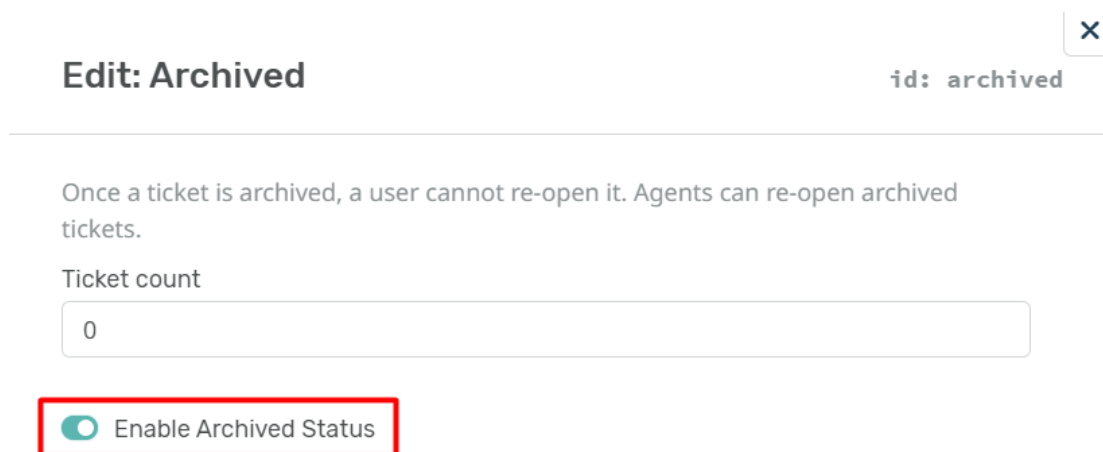 Edit: Archived
id: archived
Once a ticket is archived, a user cannot re-open it. Agents can re-open archived
tickets.
Ticket count
0
Enable Archived Status